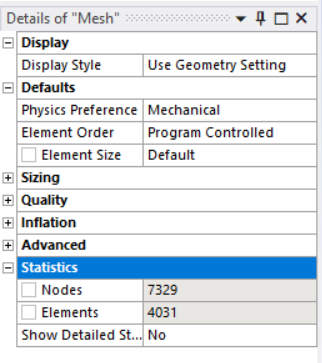 Details of "Mesh"
Display
Display Style Use Geometry Setting
Defaults
Physics Preference Mechanical
Element Order Program Controlled
Element Size Default
Sizing
Quality
Inflation
Advanced
Statistics
Nodes 7329
Elements 4031
Show Detailed St... No